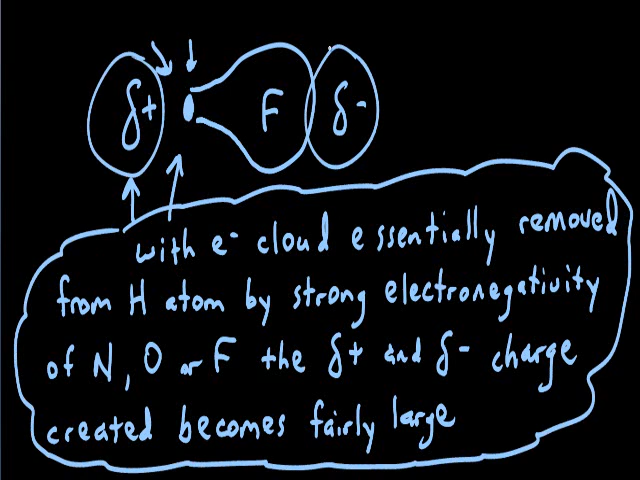 δ+ F δ-
with e- cloud essentially removed
from H atom by strong electronegativity
of N, O or F the δ+ and δ- charge
created becomes fairly large